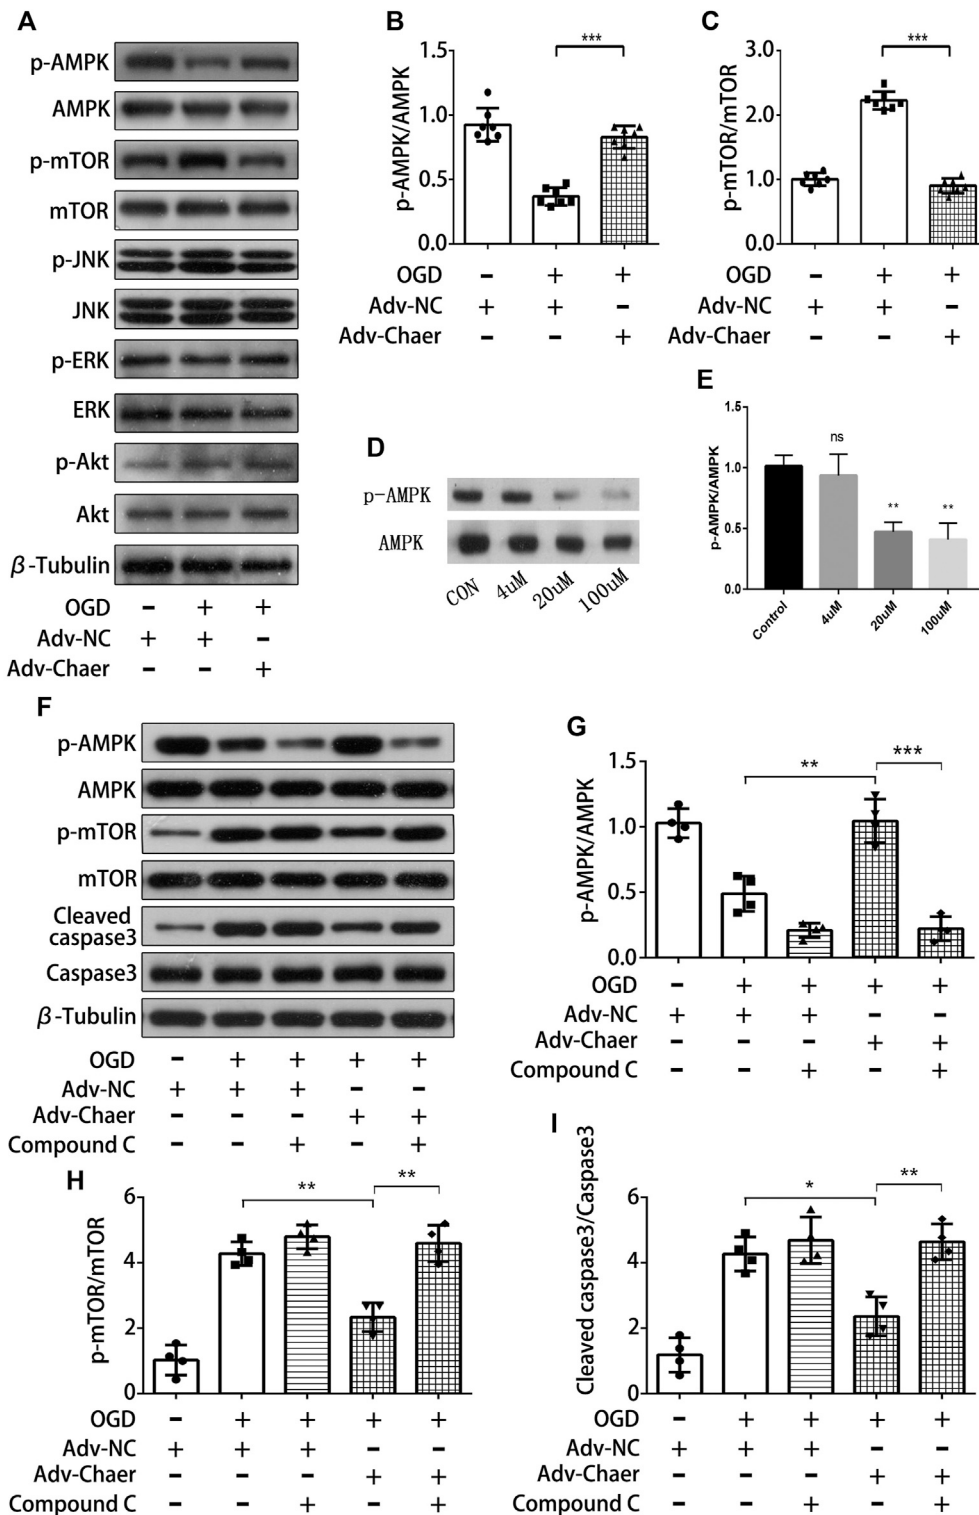 A
p-AMPK
AMPK
p-mTOR
mTOR
p-JNK
JNK
p-ERK
ERK
p-Akt
Akt
β-Tubulin
OGD - + +
Adv-NC + + -
Adv-Chaer - - +
B
***
1.5
1.0
0.5
0.0
p-AMPK/AMPK
OGD - + +
Adv-NC + + -
Adv-Chaer - - +
C
***
3.0
2.0
1.0
0.0
p-mTOR/mTOR
- + +
+ + -
- - +
D
p-AMPK
AMPK
CON 4uM 20uM 100uM
E
1.5
1.0
0.5
0.0
p-AMPK/AMPK
ns
** **
Control 4uM 20uM 100uM
F
p-AMPK
AMPK
p-mTOR
mTOR
Cleaved
caspase3
Caspase3
β-Tubulin
OGD - + + + +
Adv-NC + + + - -
Adv-Chaer - - - + +
Compound C - - + - +
G
** ***
1.5
1.0
0.5
0.0
p-AMPK/AMPK
OGD - + + + +
Adv-NC + + + - -
Adv-Chaer - - - + +
Compound C - - + - +
H
** **
6
4
2
0
p-mTOR/mTOR
OGD - + + + +
Adv-NC + + + - -
Adv-Chaer - - - + +
Compound C - - + - +
I
* **
6
4
2
0
Cleaved caspase3/Caspase3
OGD - + + + +
Adv-NC + + + - -
Adv-Chaer - - - + +
Compound C - - + - +